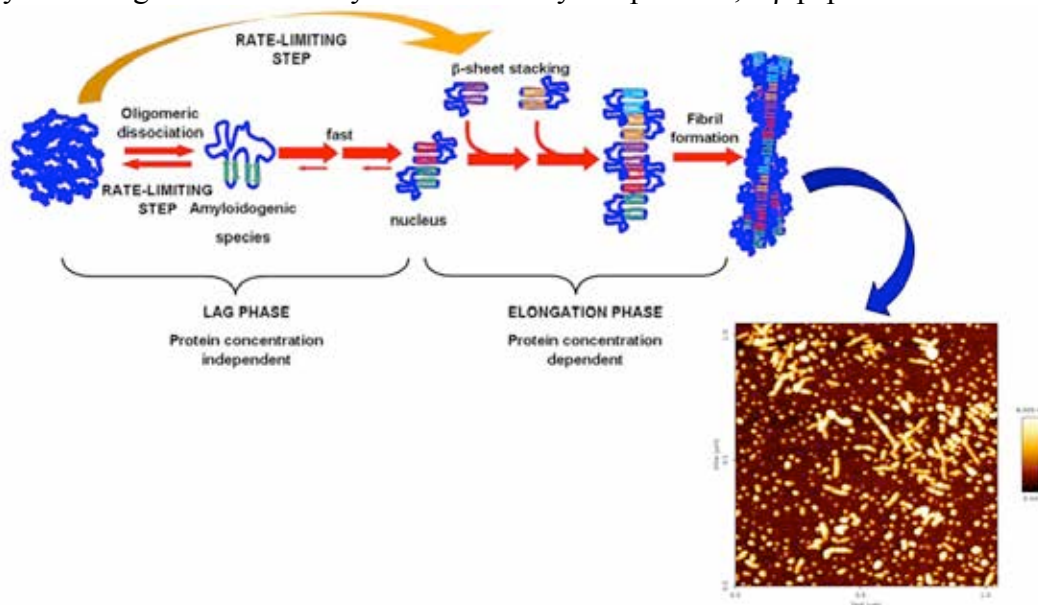 RATE-LIMITING
STEP
β-sheet stacking
Oligomeric
dissociation
fast
Fibril
formation
RATE-LIMITING
STEP
Amyloidogenic
species
nucleus
LAG PHASE
Protein concentration
independent
ELONGATION PHASE
Protein concentration
dependent